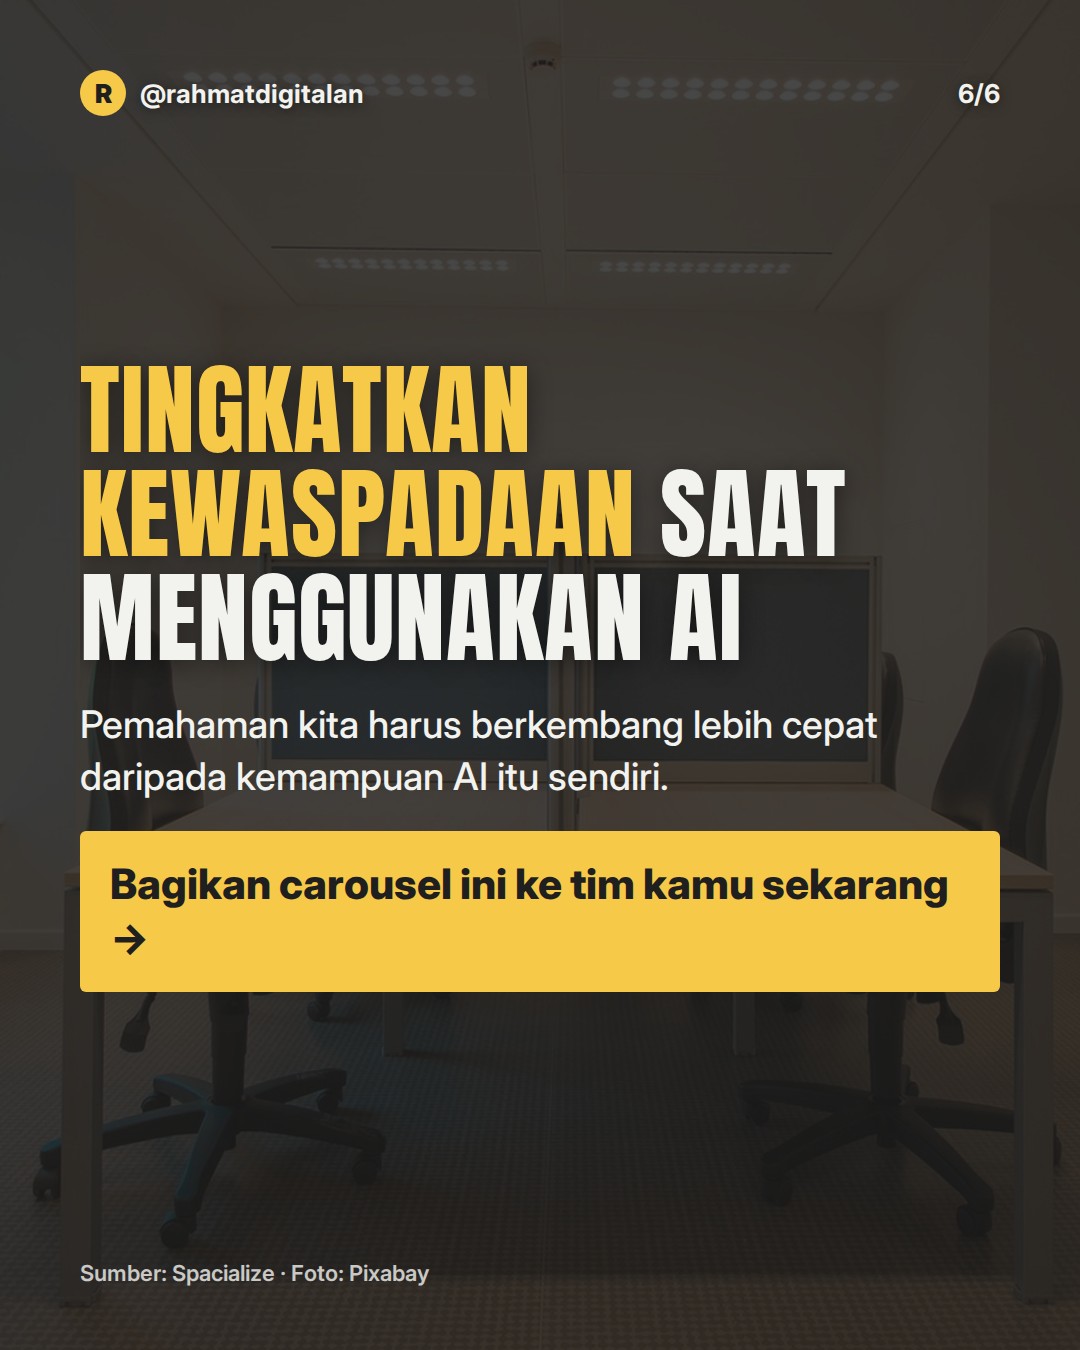 R @rahmatdigitalan 6/6
TINGKATKAN
KEWASPADAAN SAAT
MENGGUNAKAN AI
Pemahaman kita harus berkembang lebih cepat
daripada kemampuan AI itu sendiri.
Bagikan carousel ini ke tim kamu sekarang
→
Sumber: Spacialize · Foto: Pixabay